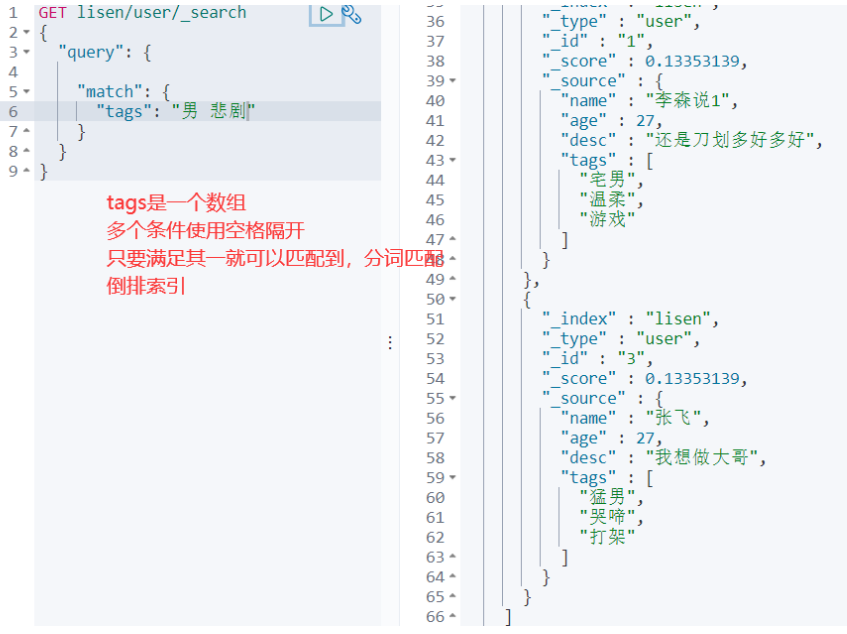 1 GET lisen/user/_search
2 {
3 "query": {
4
5 "match": {
6 "tags": "男 悲剧"
7 }
8 }
9 }
tags是一个数组
多个条件使用空格隔开
只要满足其一就可以匹配到，分词匹配
倒排索引
36 "_type" : "user",
37 "_id" : "1",
38 "_score" : 0.13353139,
39 "_source" : {
40 "name" : "李森说1",
41 "age" : 27,
42 "desc" : "还是刀划多好多好",
43 "tags" : [
44 "宅男",
45 "温柔",
46 "游戏"
47 ]
48 }
49 },
50 {
51 "_index" : "lisen",
52 "_type" : "user",
53 "_id" : "3",
54 "_score" : 0.13353139,
55 "_source" : {
56 "name" : "张飞",
57 "age" : 27,
58 "desc" : "我想做大哥",
59 "tags" : [
60 "猛男",
61 "哭啼",
62 "打架"
63 ]
64 }
65 }
66 ]